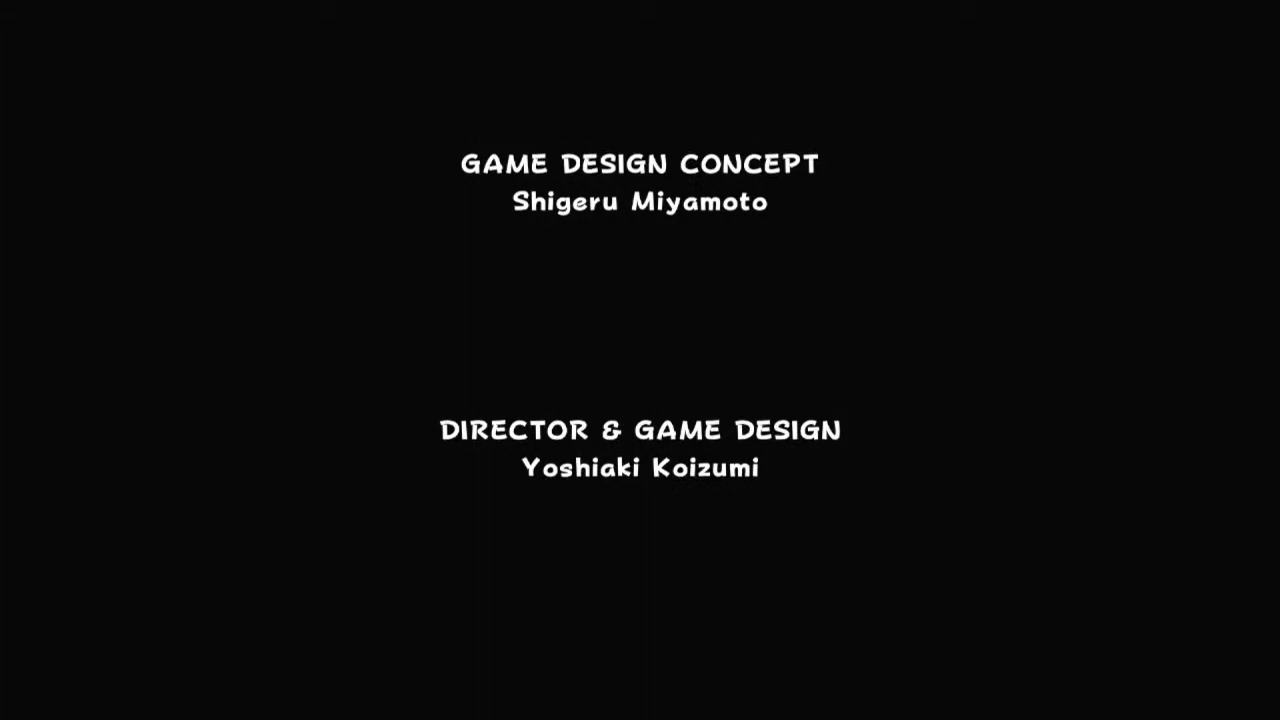 GAME DESIGN CONCEPT
Shigeru Miyamoto
DIRECTOR & GAME DESIGN
Yoshiaki Koizumi